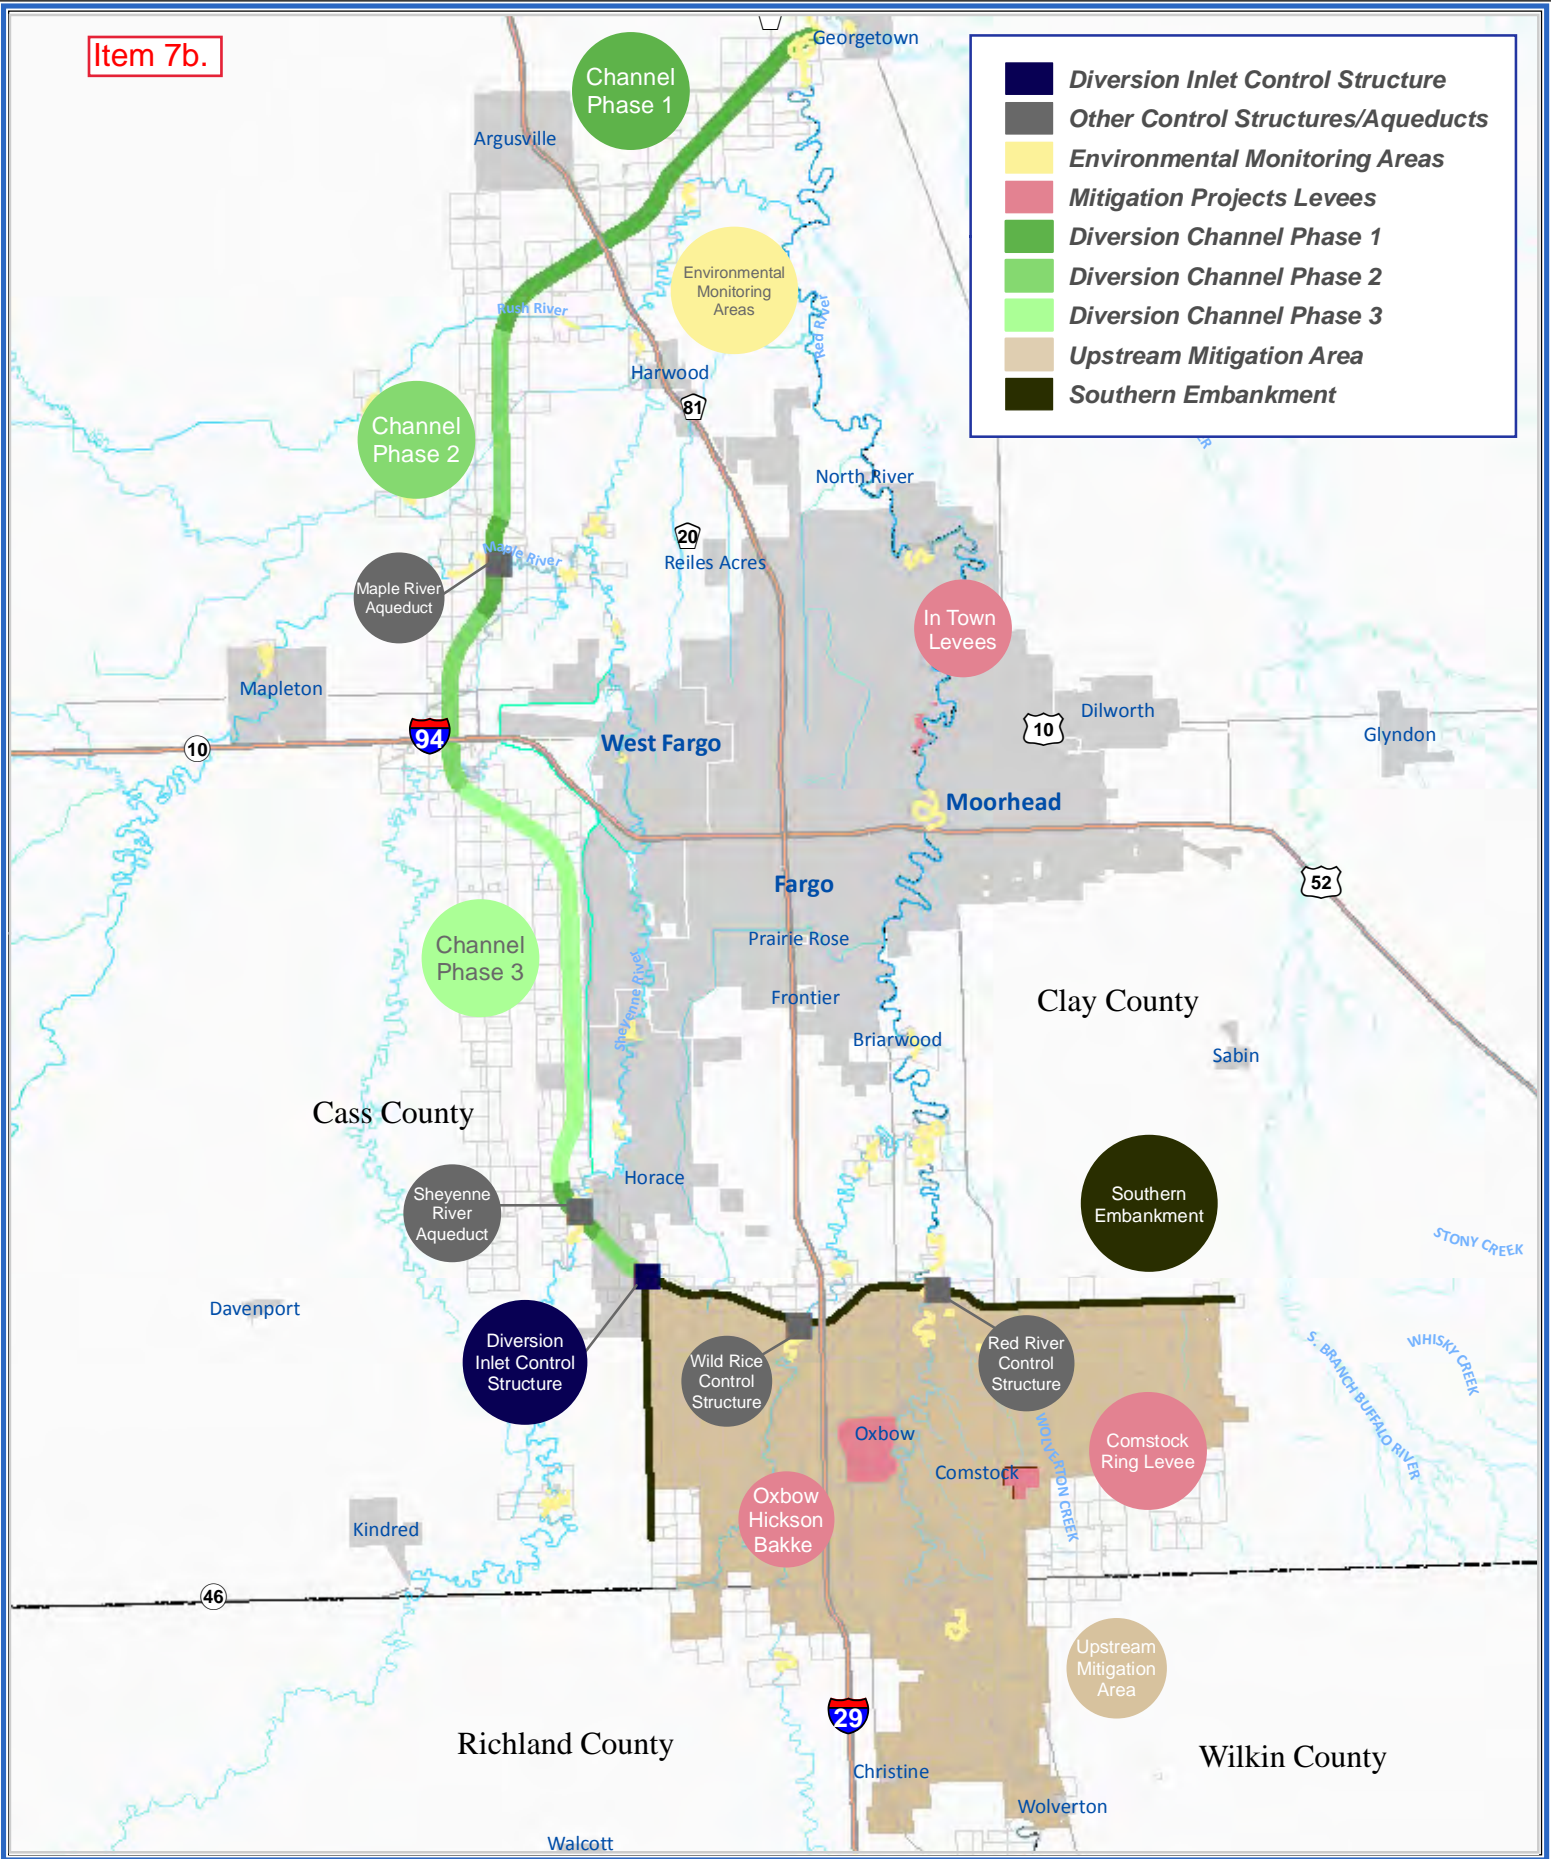 Item 7b.
Georgetown
Channel
Phase 1
Argusville
Diversion Inlet Control Structure
Other Control Structures/Aqueducts
Environmental Monitoring Areas
Mitigation Projects Levees
Diversion Channel Phase 1
Diversion Channel Phase 2
Diversion Channel Phase 3
Upstream Mitigation Area
Southern Embankment
Environmental
Monitoring
Areas
Rush River
Red River
Harwood
81
Channel
Phase 2
North River
20
Reiles Acres
Maple River
Maple River
Aqueduct
In Town
Levees
Mapleton
Dilworth
10
Glyndon
94
10
West Fargo
Moorhead
Fargo
52
Prairie Rose
Channel
Phase 3
Frontier
Sheyenne River
Clay County
Briarwood
Sabin
Cass County
Horace
Sheyenne
River
Aqueduct
Southern
Embankment
STONY CREEK
Davenport
Diversion
Inlet Control
Structure
Wild Rice
Control
Structure
Red River
Control
Structure
WHISKY CREEK
S. BRANCH BUFFALO RIVER
Oxbow
Comstock
WOLVERTON CREEK
Comstock
Ring Levee
Oxbow
Hickson
Bakke
Kindred
46
Upstream
Mitigation
Area
29
Richland County
Wilkin County
Christine
Wolverton
Walcott